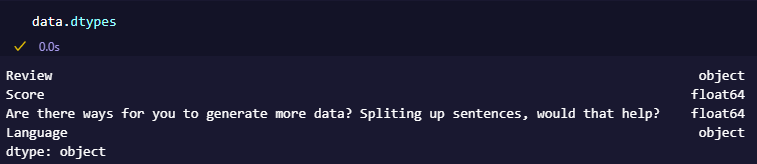 data.dtypes
0.0s
Review object
Score float64
Are there ways for you to generate more data? Spliting up sentences, would that help? float64
Language object
dtype: object